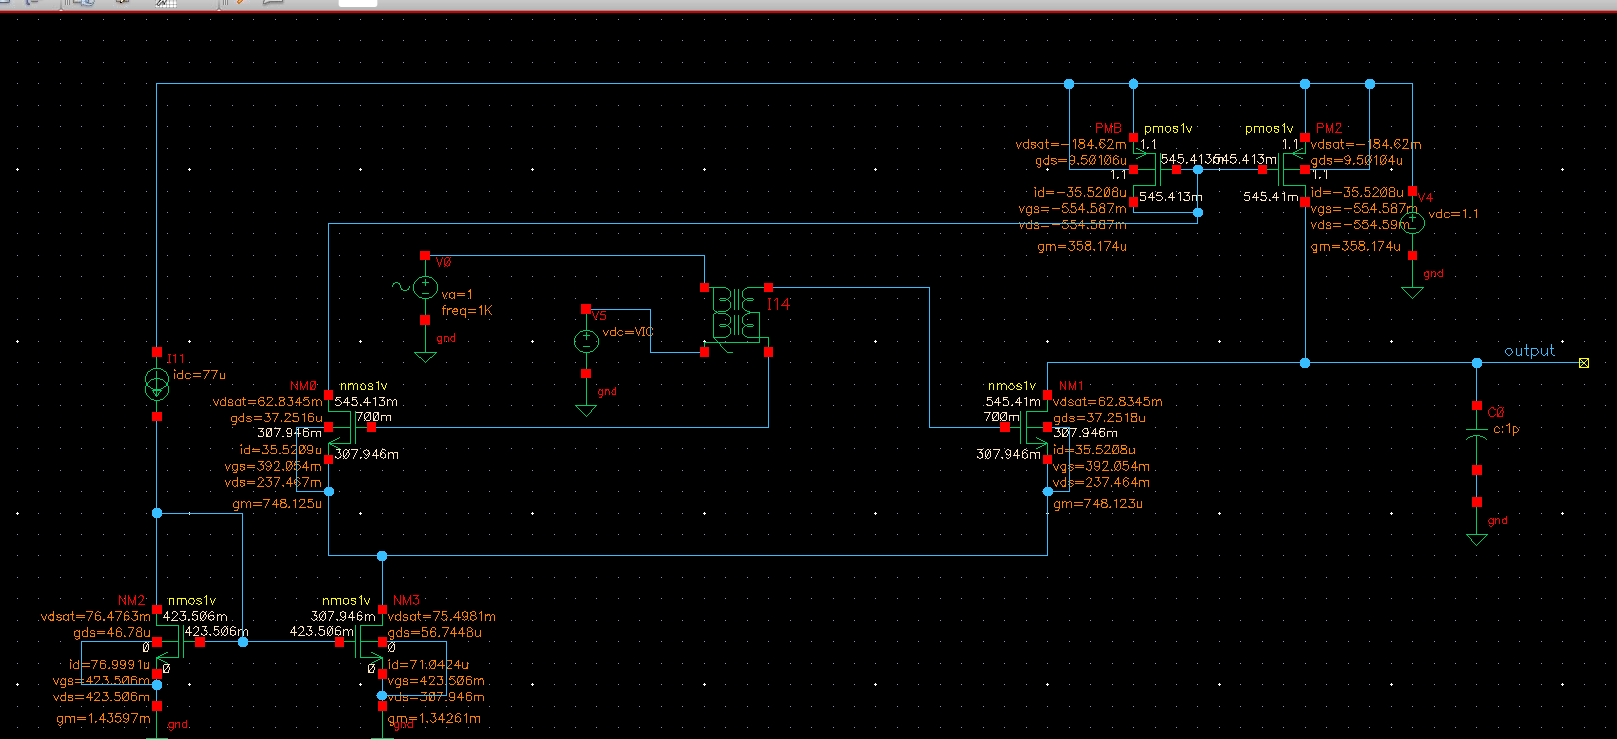 PMB
pmos1v
pmos1v
PM2
vdsat=-184.62m
1.1
1.1
vdsat=-184.62m
gds=9.50106u
545.413m
545.413m
gds=9.50104u
1.1
1.1
id=-35.5208u
545.413m
545.41m
id=-35.5208u
vgs=-554.587m
vgs=-554.587m
vds=-554.587m
vds=-554.59m
gm=358.174u
gm=358.174u
V4
vdc=1.1
gnd
V0
va=1
freq=1K
gnd
V5
vdc=VIC
gnd
I14
output
I11
idc=77u
NM0
nmos1v
vdsat=62.8345m
545.413m
gds=37.2516u
700m
307.946m
id=35.5209u
307.946m
vgs=392.054m
vds=237.467m
gm=748.125u
nmos1v
NM1
545.41m
vdsat=62.8345m
700m
gds=37.2518u
307.946m
id=35.5208u
307.946m
vgs=392.054m
vds=237.464m
gm=748.123u
C0
c:1p
gnd
NM2
nmos1v
vdsat=76.4763m
423.506m
gds=46.78u
423.506m
0
id=76.9991u
0
vgs=423.506m
vds=423.506m
gm=1.43597m
gnd
nmos1v
NM3
307.946m
vdsat=75.4981m
423.506m
gds=56.7448u
0
0
id=71.0424u
vgs=423.506m
vds=307.946m
gm=1.34261m
gnd